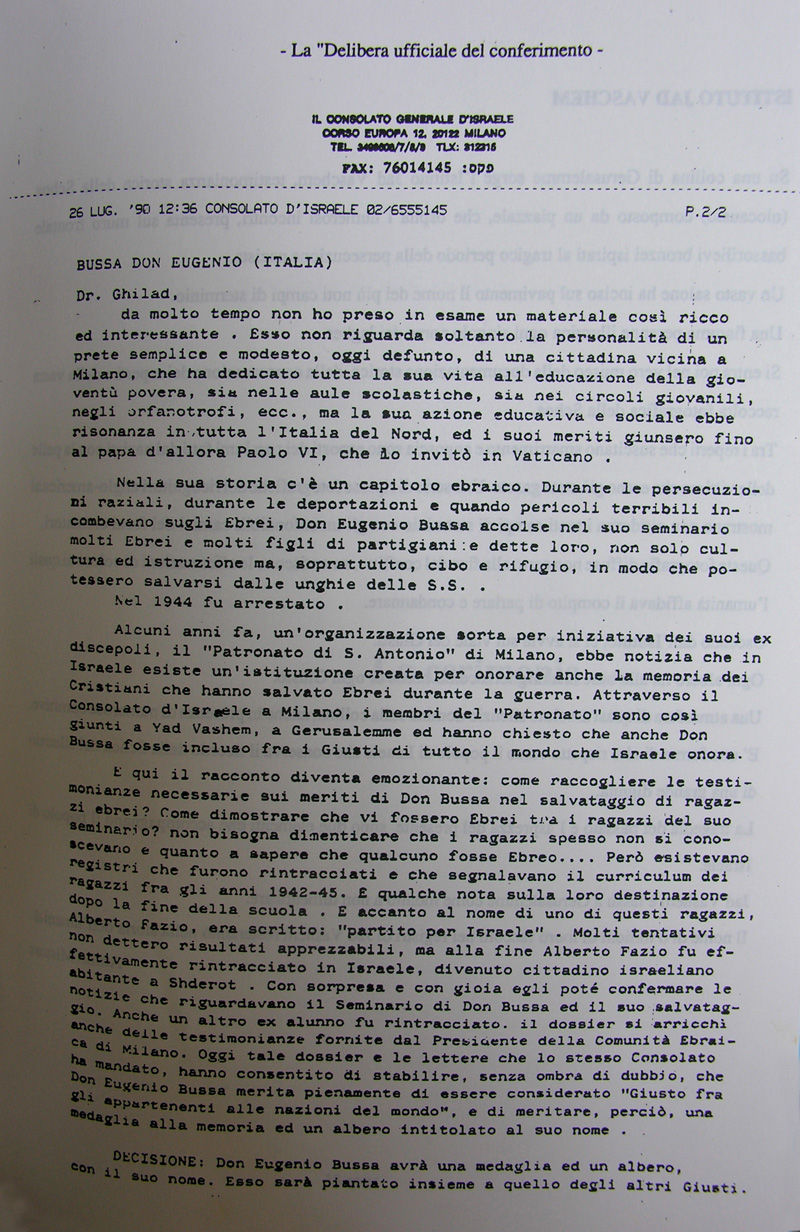 - La "Delibera ufficiale del conferimento -
IL CONSOLATO GENERALE D'ISRAELE
CORSO EUROPA 12, 20122 MILANO
TEL. /7/8/9 TLX:
FAX: 76014145 :פקס
26 LUG. '90 12:36 CONSOLATO D'ISRAELE 02/6555145 P.2/2
BUSSA DON EUGENIO (ITALIA)
Dr. Ghilad,
da molto tempo non ho preso in esame un materiale così ricco
ed interessante . Esso non riguarda soltanto la personalità di un
prete semplice e modesto, oggi defunto, di una cittadina vicina a
Milano, che ha dedicato tutta la sua vita all'educazione della gio-
ventù povera, sia nelle aule scolastiche, sia nei circoli giovanili,
negli orfanotrofi, ecc., ma la sua azione educativa e sociale ebbe
risonanza in tutta l'Italia del Nord, ed i suoi meriti giunsero fino
al papa d'allora Paolo VI, che lo invitò in Vaticano .
Nella sua storia c'è un capitolo ebraico. Durante le persecuzio-
ni raziali, durante le deportazioni e quando pericoli terribili in-
combevano sugli Ebrei, Don Eugenio Bussa accolse nel suo seminario
molti Ebrei e molti figli di partigiani e dette loro, non solo cul-
tura ed istruzione ma, soprattutto, cibo e rifugio, in modo che po-
tessero salvarsi dalle unghie delle S.S. .
Nel 1944 fu arrestato .
Alcuni anni fa, un'organizzazione sorta per iniziativa dei suoi ex
discepoli, il "Patronato di S. Antonio" di Milano, ebbe notizia che in
Israele esiste un'istituzione creata per onorare anche la memoria dei
Cristiani che hanno salvato Ebrei durante la guerra. Attraverso il
Consolato d'Israele a Milano, i membri del "Patronato" sono così
giunti a Yad Vashem, a Gerusalemme ed hanno chiesto che anche Don
Bussa fosse incluso fra i Giusti di tutto il mondo che Israele onora.
E qui il racconto diventa emozionante: come raccogliere le testi-
monianze necessarie sui meriti di Don Bussa nel salvataggio di ragaz-
zi ebrei? Come dimostrare che vi fossero Ebrei tra i ragazzi del suo
seminario? non bisogna dimenticare che i ragazzi spesso non si cono-
scevano e quanto a sapere che qualcuno fosse Ebreo.... Però esistevano
registri che furono rintracciati e che segnalavano il curriculum dei
ragazzi fra gli anni 1942-45. E qualche nota sulla loro destinazione
dopo la fine della scuola . E accanto al nome di uno di questi ragazzi,
Alberto Fazio, era scritto: "partito per Israele" . Molti tentativi
non dettero risultati apprezzabili, ma alla fine Alberto Fazio fu ef-
fettivamente rintracciato in Israele, divenuto cittadino israeliano
abitante a Shderot . Con sorpresa e con gioia egli poté confermare le
notizie che riguardavano il Seminario di Don Bussa ed il suo salvatag-
gio. Anche un altro ex alunno fu rintracciato. il dossier si arricchì
anche delle testimonianze fornite dal Presidente della Comunità Ebrai-
ca di Milano. Oggi tale dossier e le lettere che lo stesso Consolato
ha mandato, hanno consentito di stabilire, senza ombra di dubbio, che
Don Eugenio Bussa merita pienamente di essere considerato "Giusto fra
gli appartenenti alle nazioni del mondo", e di meritare, perciò, una
medaglia alla memoria ed un albero intitolato al suo nome .
DECISIONE: Don Eugenio Bussa avrà una medaglia ed un albero,
con il suo nome. Esso sarà piantato insieme a quello degli altri Giusti.